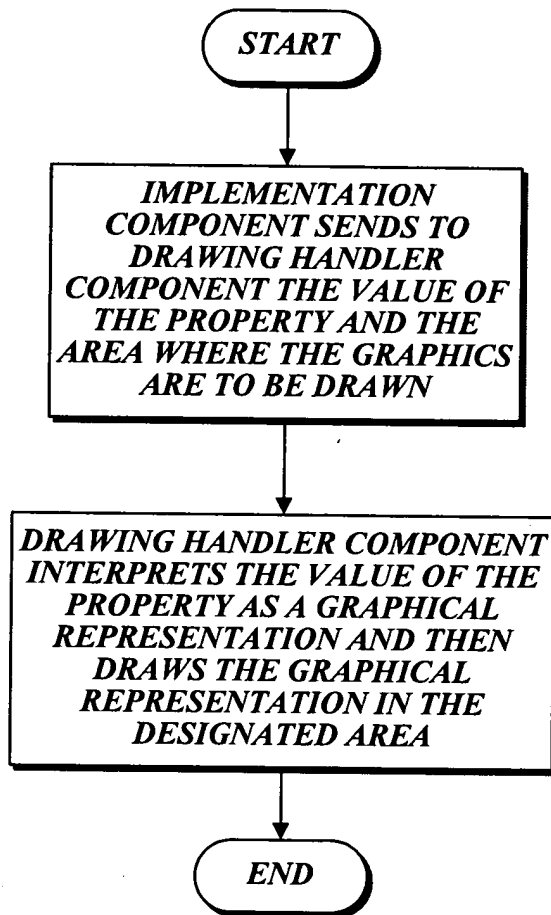 START
IMPLEMENTATION
COMPONENT SENDS TO
DRAWING HANDLER
COMPONENT THE VALUE OF
THE PROPERTY AND THE
AREA WHERE THE GRAPHICS
ARE TO BE DRAWN
DRAWING HANDLER COMPONENT
INTERPRETS THE VALUE OF THE
PROPERTY AS A GRAPHICAL
REPRESENTATION AND THEN
DRAWS THE GRAPHICAL
REPRESENTATION IN THE
DESIGNATED AREA
END